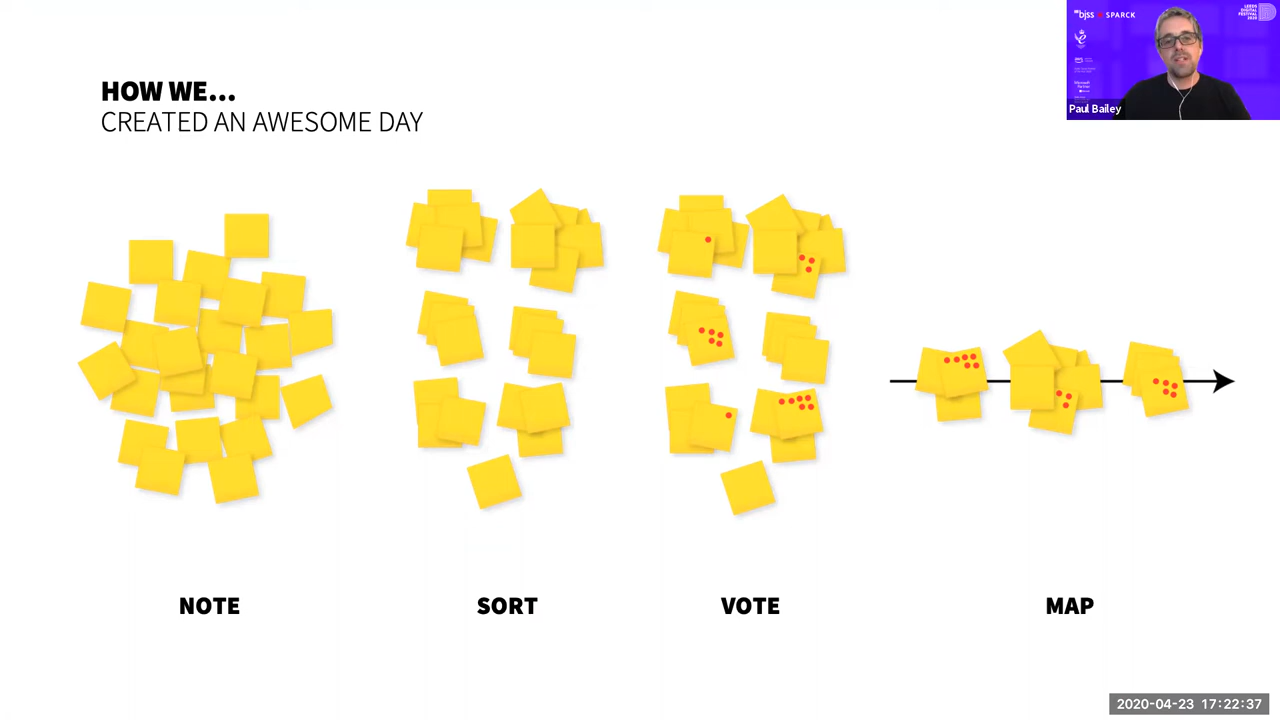 HOW WE...
CREATED AN AWESOME DAY
NOTE
SORT
VOTE
MAP
bjss SPARCK
LEEDS
DIGITAL
FESTIVAL
2020
Paul Bailey
2020-04-23 17:22:37